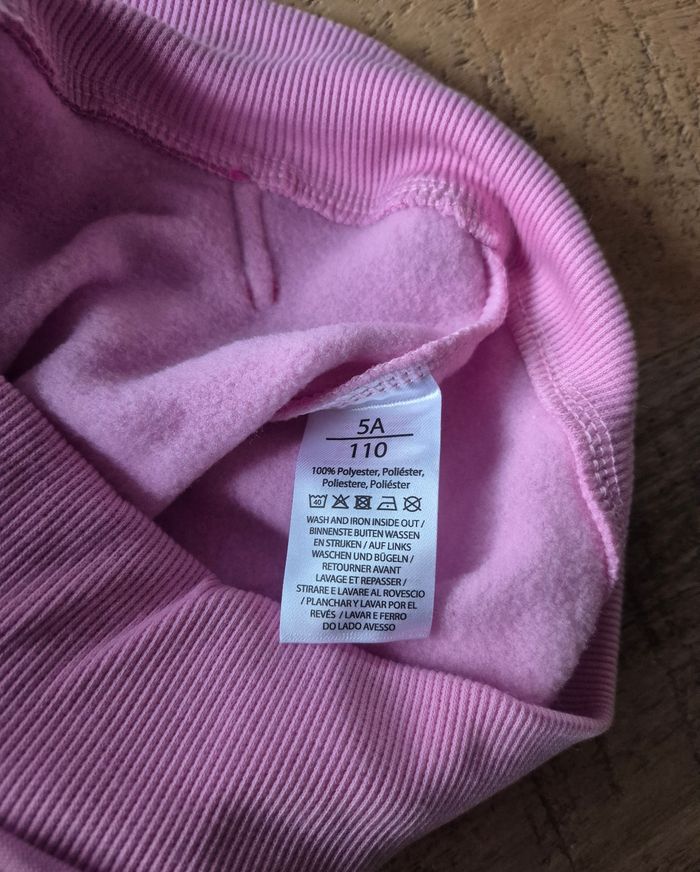 5A
110
100% Polyester, Poliéster,
Poliestere, Poliéster
40
WASH AND IRON INSIDE OUT /
BINNENSTE BUITEN WASSEN
EN STRIJKEN / AUF LINKS
WASCHEN UND BÜGELN /
RETOURNER AVANT
LAVAGE ET REPASSER /
STIRARE E LAVARE AL ROVESCIO
/ PLANCHAR Y LAVAR POR EL
REVÉS / LAVAR E FERRO
DO LADO AVESSO